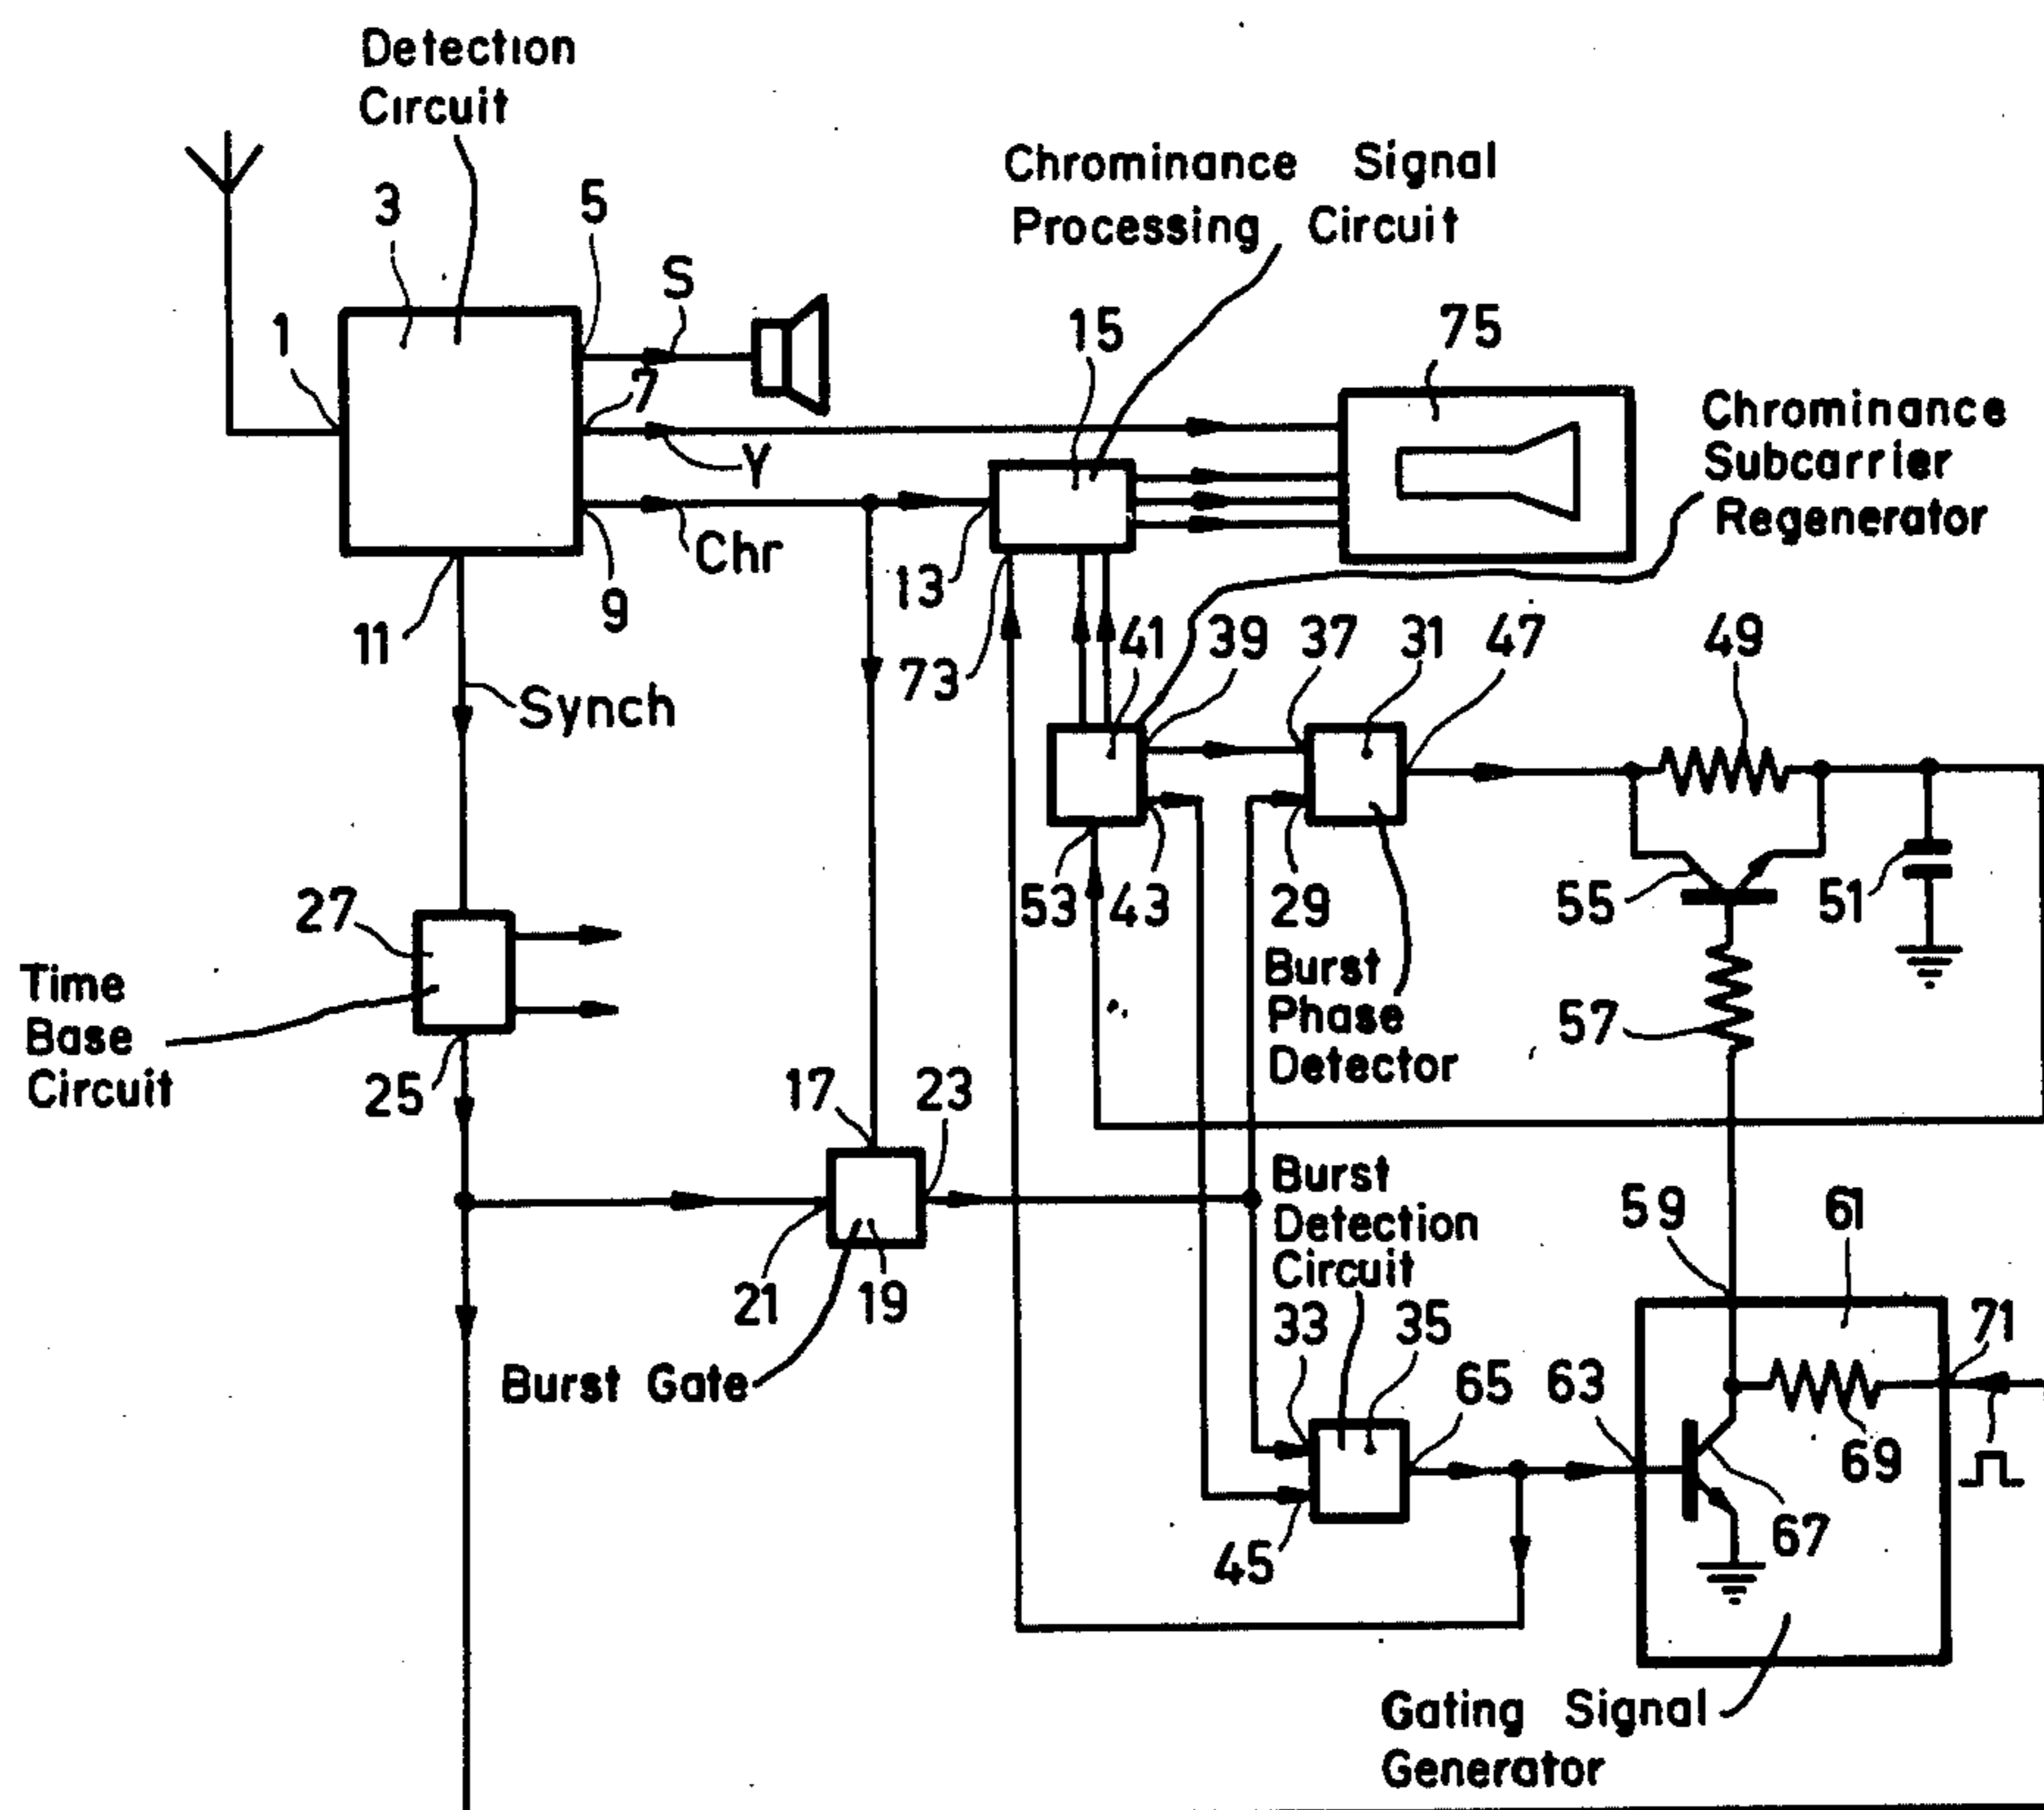 Detection
Circuit
3
5
S
1
7
Y
Chr
9
11
Synch
Chrominance Signal
Processing Circuit
15
75
13
73
Chrominance
Subcarrier
Regenerator
41
39
37
31
47
49
53
43
29
55
51
57
Burst
Phase
Detector
27
Time
Base
Circuit
25
17
23
21
19
Burst Gate
Burst
Detection
Circuit
33
35
45
65
63
59
61
71
69
67
Gating Signal
Generator